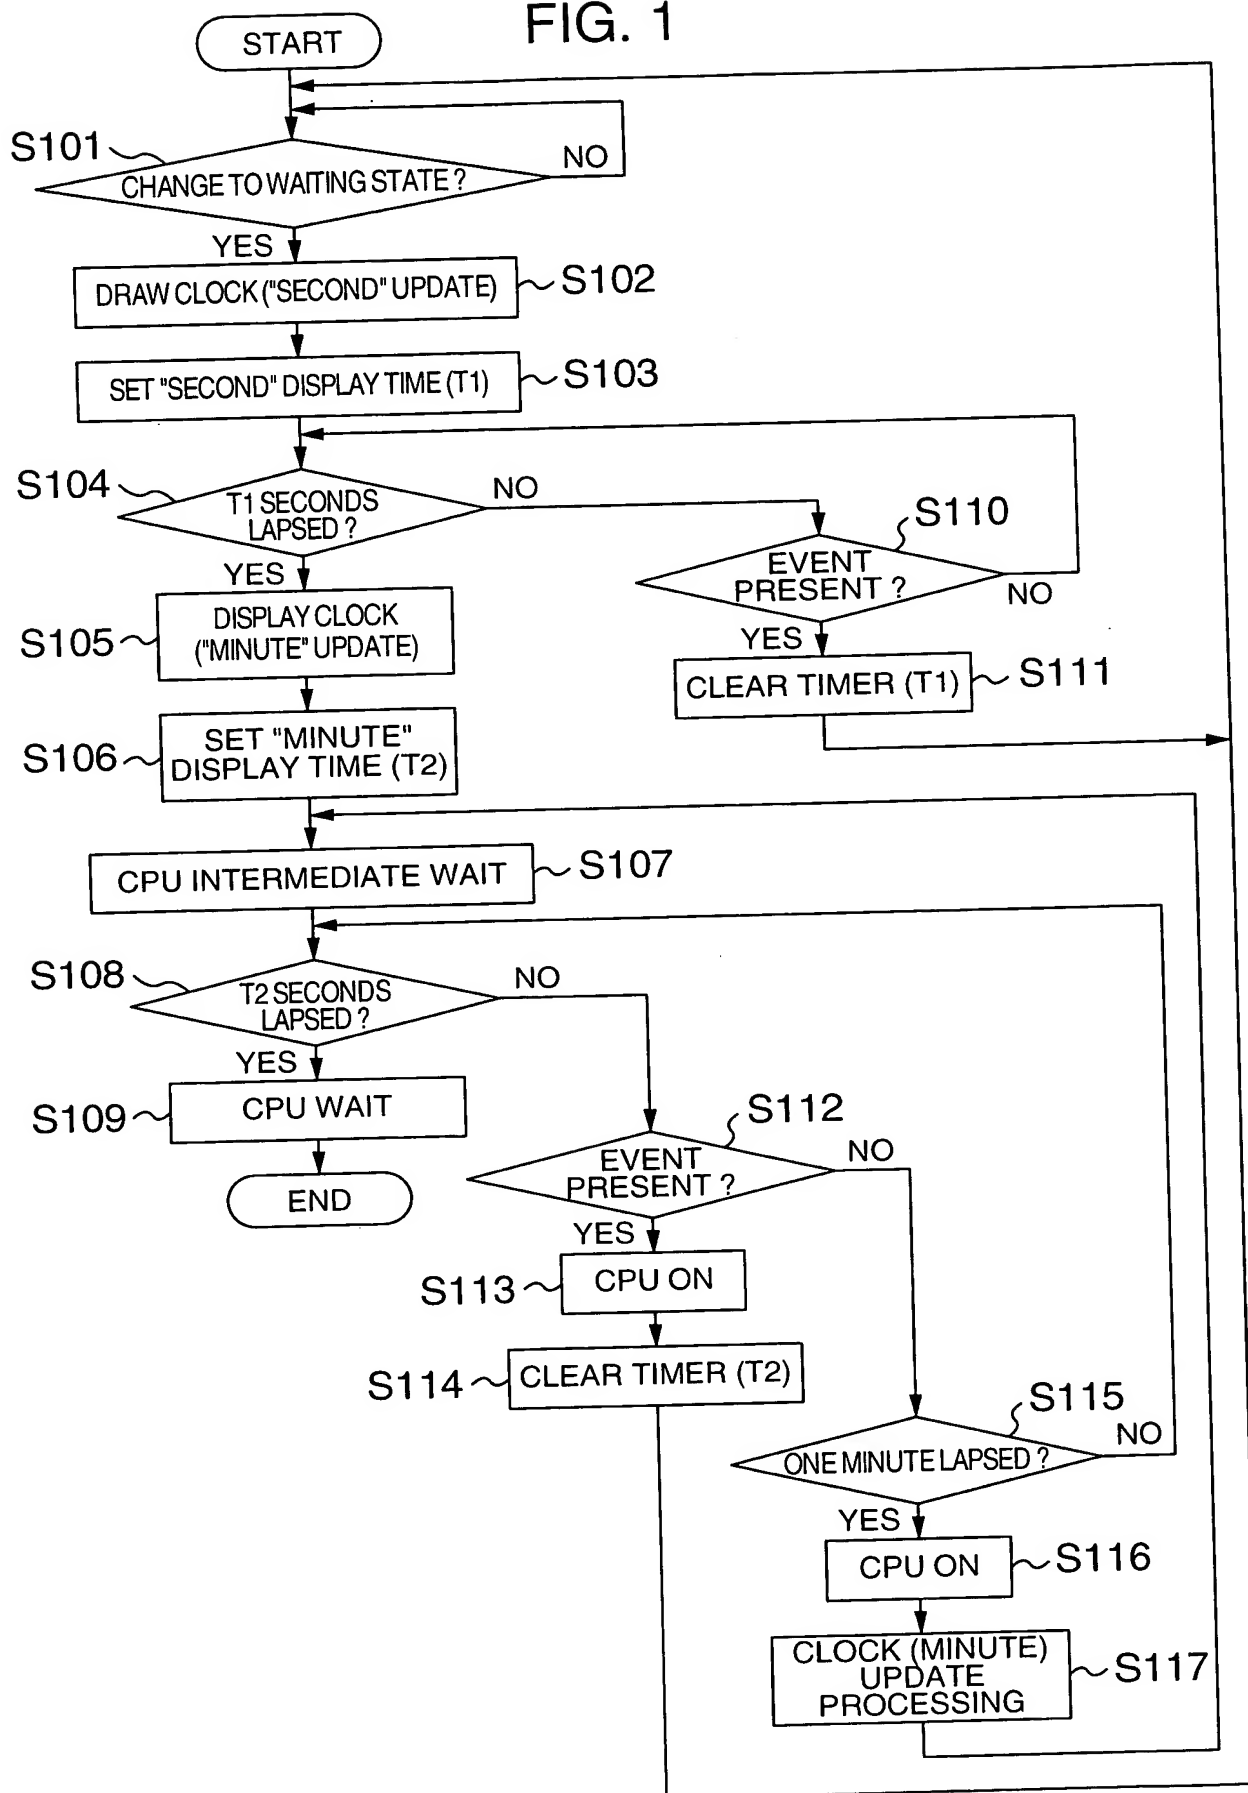 FIG. 1
START
S101
CHANGE TO WAITING STATE ?
NO
YES
DRAW CLOCK ("SECOND" UPDATE)
S102
SET "SECOND" DISPLAY TIME (T1)
S103
S104
T1 SECONDS
LAPSED ?
NO
YES
S110
EVENT
PRESENT ?
NO
YES
CLEAR TIMER (T1)
S111
S105
DISPLAY CLOCK
("MINUTE" UPDATE)
S106
SET "MINUTE"
DISPLAY TIME (T2)
CPU INTERMEDIATE WAIT
S107
S108
T2 SECONDS
LAPSED ?
NO
YES
S109
CPU WAIT
END
S112
EVENT
PRESENT ?
NO
YES
S113
CPU ON
S114
CLEAR TIMER (T2)
S115
ONE MINUTE LAPSED ?
NO
YES
CPU ON
S116
CLOCK (MINUTE)
UPDATE
PROCESSING
S117